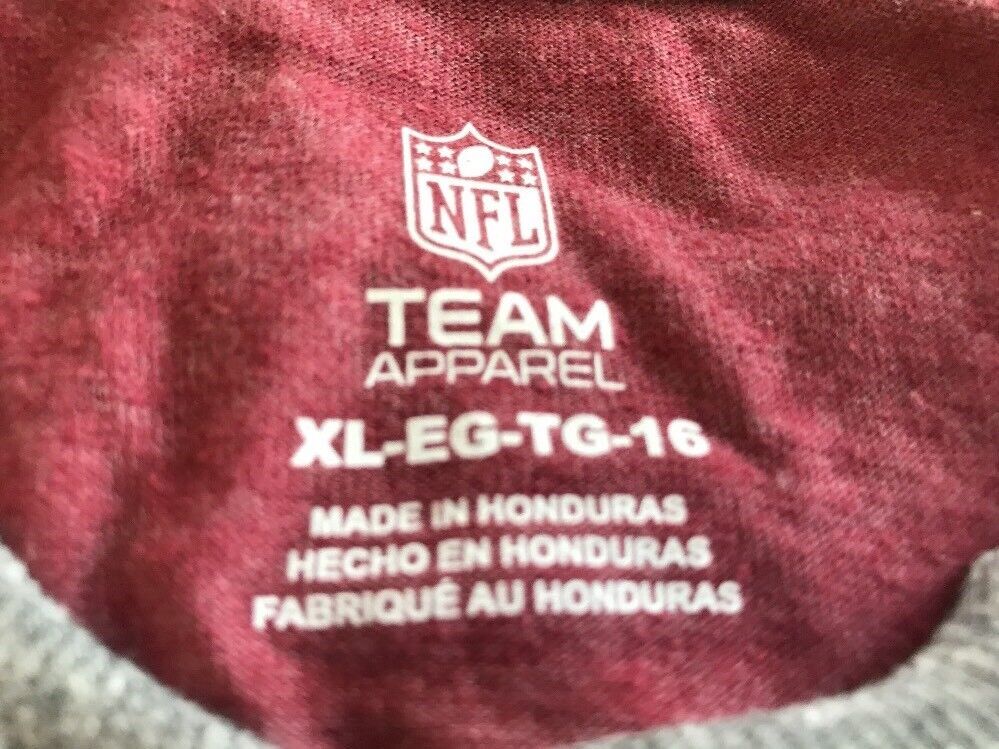 NFL
TEAM
APPAREL
XL-EG-TG-16
MADE IN HONDURAS
HECHO EN HONDURAS
FABRIQUÉ AU HONDURAS